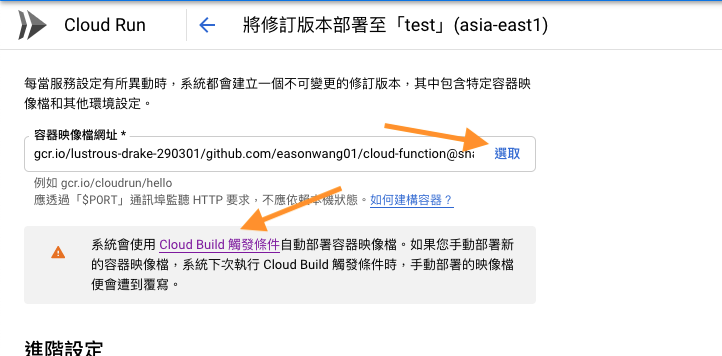 Cloud Run
將修訂版本部署至「test」(asia-east1)
每當服務設定有所異動時，系統都會建立一個不可變更的修訂版本，其中包含特定容器映
像檔和其他環境設定。
容器映像檔網址 *
gcr.io/lustrous-drake-290301/github.com/easonwang01/cloud-function@sha
選取
例如 gcr.io/cloudrun/hello
應透過「$PORT」通訊埠監聽 HTTP 要求，不應依賴本機狀態。如何建構容器？
系統會使用 Cloud Build 觸發條件自動部署容器映像檔。如果您手動部署新
的容器映像檔，系統下次執行 Cloud Build 觸發條件時，手動部署的映像檔
便會遭到覆寫。
進階設定